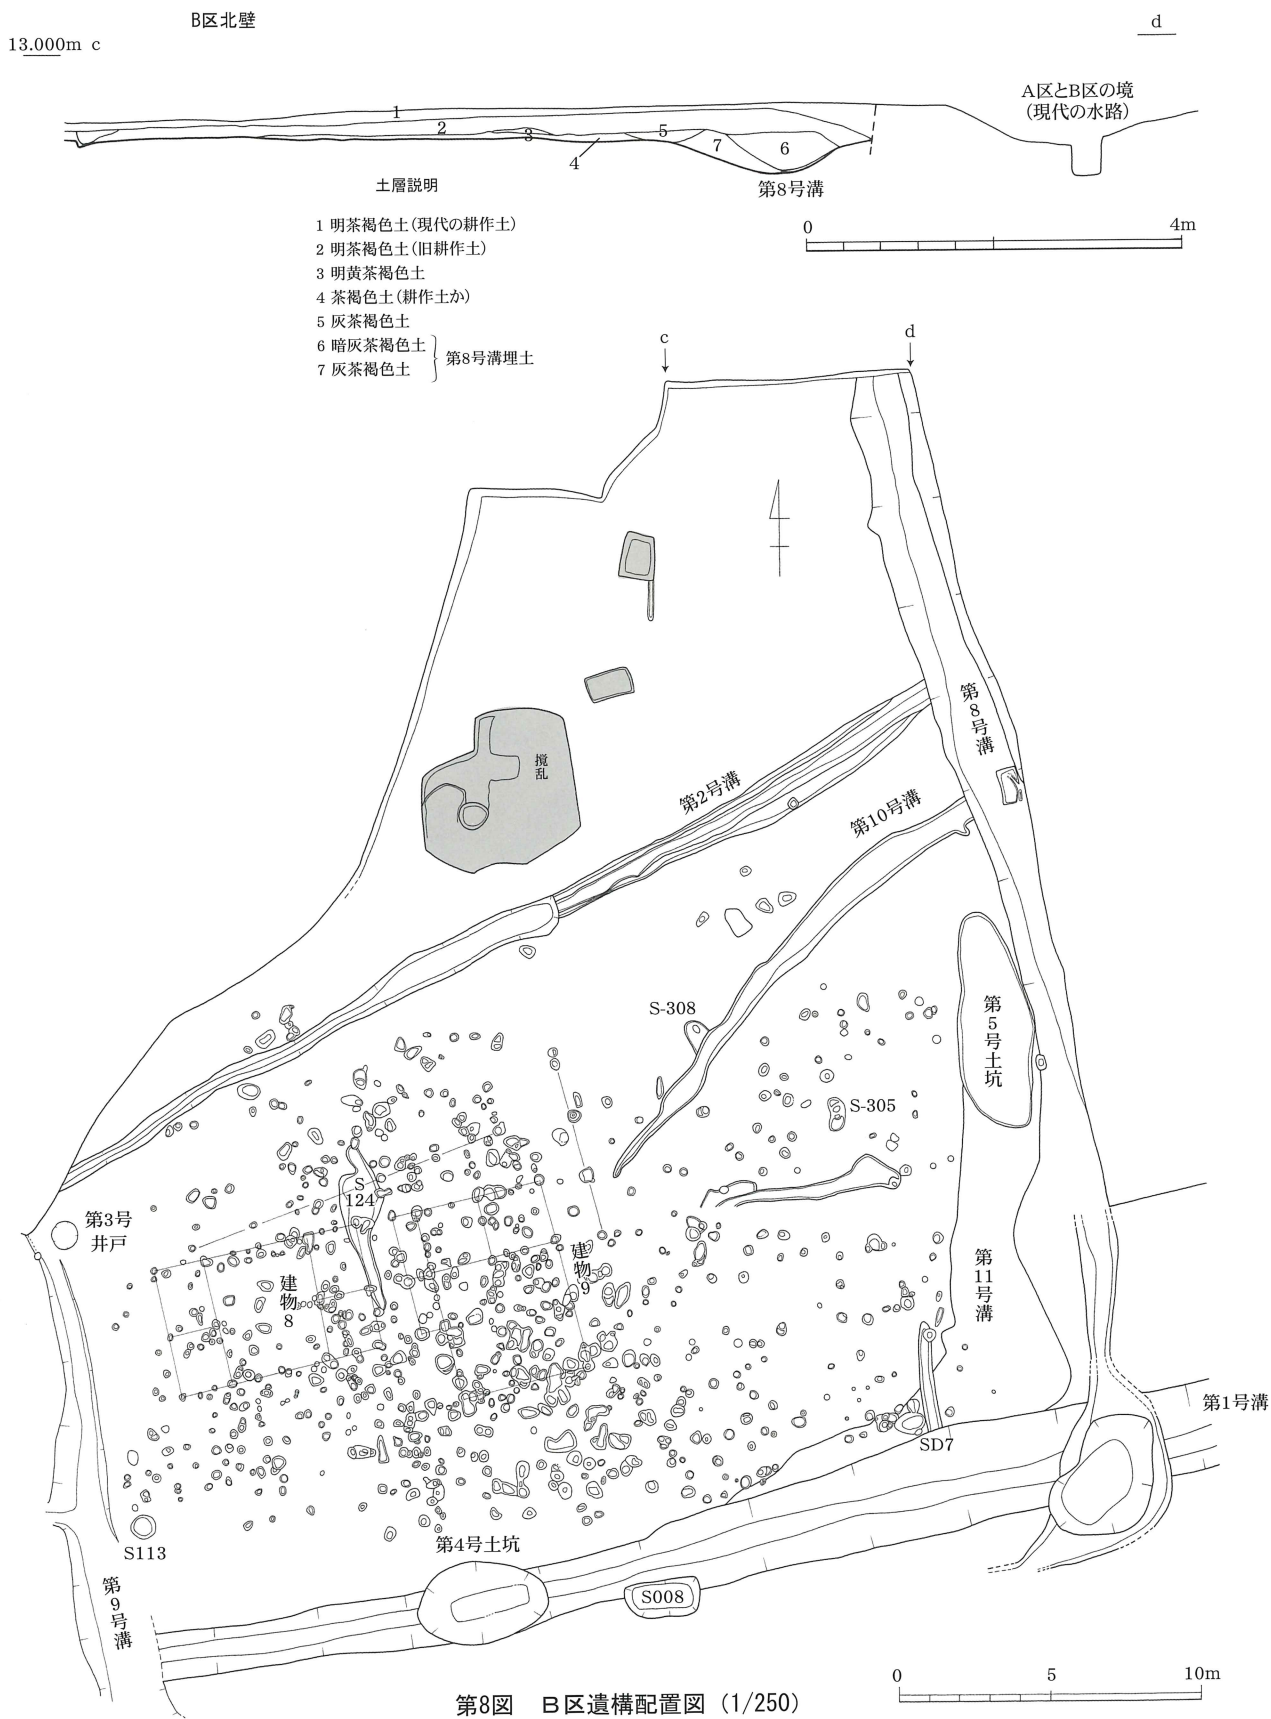 B区北壁
d
13.000m c
A区とB区の境
(現代の水路)
1
2
3
4
5
6
7
第8号溝
土層説明
1 明茶褐色土(現代の耕作土)
2 明茶褐色土(旧耕作土)
3 明黄茶褐色土
4 茶褐色土(耕作土か)
5 灰茶褐色土
6 暗灰茶褐色土
7 灰茶褐色土
第8号溝埋土
0 4m
c
d
第8号溝
攪乱
第2号溝
第10号溝
S-308
第5号土坑
S-305
S
124
第3号
井戸
建物8
建物9
第11号溝
第1号溝
SD7
S113
第4号土坑
第9号溝
S008
0 5 10m
第8図 B区遺構配置図(1/250)